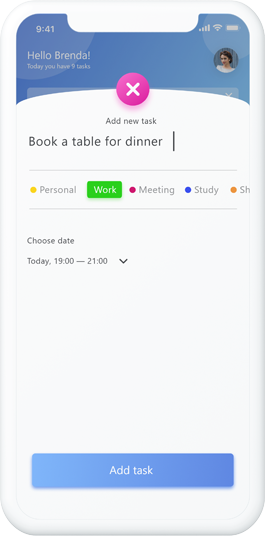 9:41
Hello Brenda!
Today you have 9 tasks
Add new task
Book a table for dinner
Personal Work Meeting Study Sh
Choose date
Today, 19:00 — 21:00
Add task